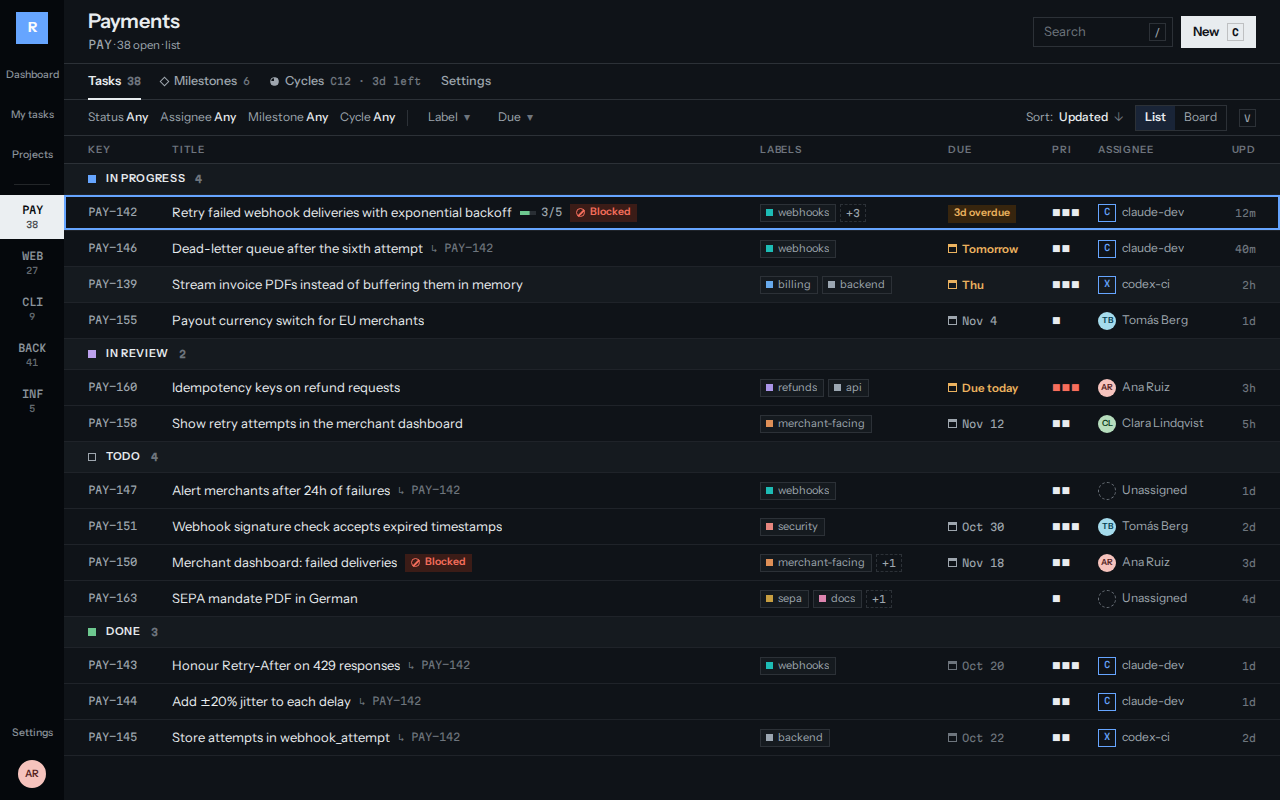 R
Dashboard
My tasks
Projects
PAY
38
WEB
27
CLI
9
BACK
41
INF
5
Settings
AR
Payments
PAY·38 open·list
Search /
New C
Tasks 38 Milestones 6 Cycles C12 · 3d left Settings
Status Any Assignee Any Milestone Any Cycle Any Label ▾ Due ▾ Sort: Updated ↓ List Board V
KEY TITLE LABELS DUE PRI ASSIGNEE UPD
IN PROGRESS 4
PAY-142 Retry failed webhook deliveries with exponential backoff 3/5 Blocked webhooks +3 3d overdue C claude-dev 12m
PAY-146 Dead-letter queue after the sixth attempt ↳ PAY-142 webhooks Tomorrow C claude-dev 40m
PAY-139 Stream invoice PDFs instead of buffering them in memory billing backend Thu X codex-ci 2h
PAY-155 Payout currency switch for EU merchants Nov 4 TB Tomás Berg 1d
IN REVIEW 2
PAY-160 Idempotency keys on refund requests refunds api Due today AR Ana Ruiz 3h
PAY-158 Show retry attempts in the merchant dashboard merchant-facing Nov 12 CL Clara Lindqvist 5h
TODO 4
PAY-147 Alert merchants after 24h of failures ↳ PAY-142 webhooks Unassigned 1d
PAY-151 Webhook signature check accepts expired timestamps security Oct 30 TB Tomás Berg 2d
PAY-150 Merchant dashboard: failed deliveries Blocked merchant-facing +1 Nov 18 AR Ana Ruiz 3d
PAY-163 SEPA mandate PDF in German sepa docs +1 Unassigned 4d
DONE 3
PAY-143 Honour Retry-After on 429 responses ↳ PAY-142 webhooks Oct 20 C claude-dev 1d
PAY-144 Add ±20% jitter to each delay ↳ PAY-142 C claude-dev 1d
PAY-145 Store attempts in webhook_attempt ↳ PAY-142 backend Oct 22 X codex-ci 2d